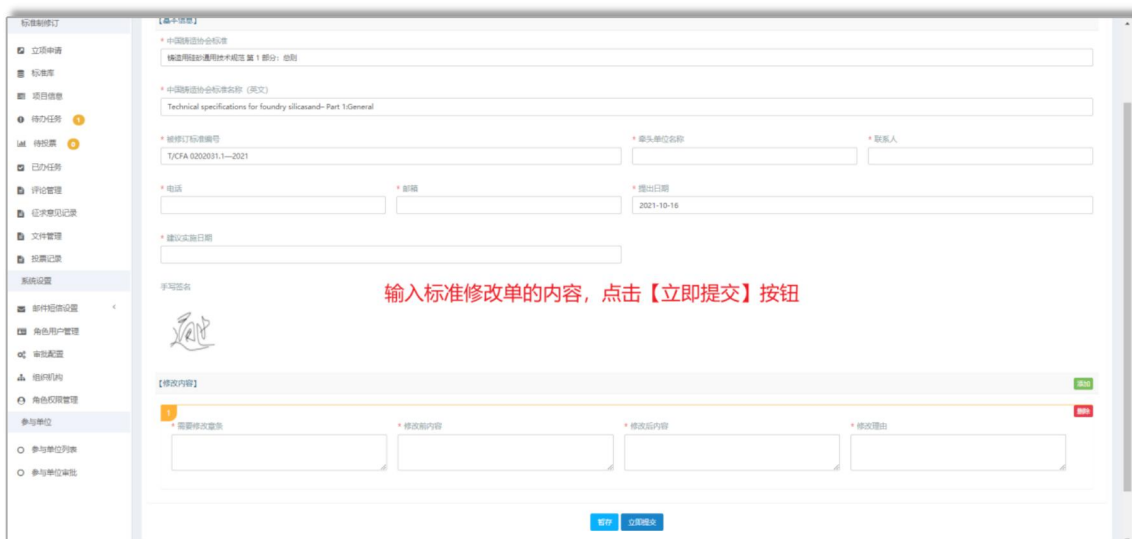 标准制修订
立项申请
标准库
项目信息
待办任务 1
待投票 0
已办任务
评论管理
征求意见记录
文件管理
投票记录
系统设置
邮件短信设置
角色用户管理
审批配置
组织机构
角色权限管理
参与单位
参与单位列表
参与单位审批
【基本信息】
* 中国铸造协会标准
铸造用硅砂通用技术规范 第 1 部分：总则
* 中国铸造协会标准名称（英文）
Technical specifications for foundry silicasand– Part 1:General
* 被修订标准编号 * 牵头单位名称 * 联系人
T/CFA 0202031.1—2021
* 电话 * 邮箱 * 提出日期
2021-10-16
* 建议实施日期
手写签名
输入标准修改单的内容，点击【立即提交】按钮
【修改内容】 添加
1 删除
* 需要修改章条 * 修改前内容 * 修改后内容 * 修改理由
暂存 立即提交